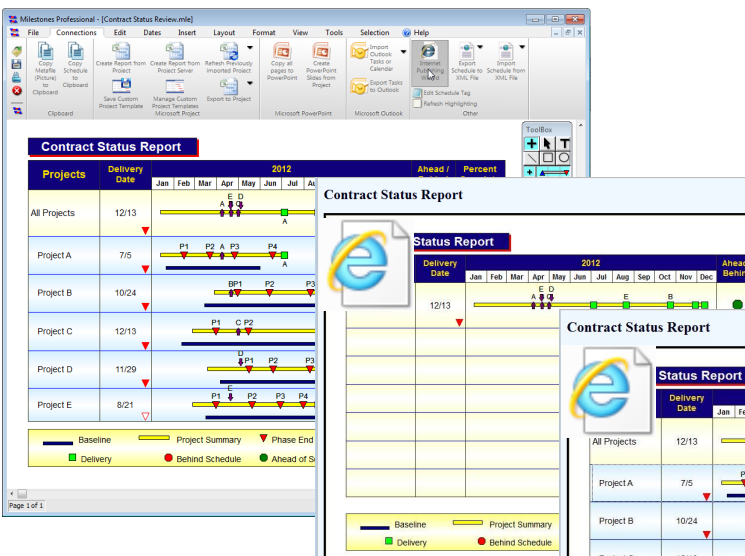 Milestones Professional - [Contract Status Review.mle]
File Connections Edit Dates Insert Layout Format View Tools Selection Help
Copy Metafile (Picture) to Clipboard
Copy Schedule to Clipboard
Clipboard
Create Report from Project
Create Report from Project Server
Refresh Previously Imported Project
Save Custom Project Template
Manage Custom Project Templates
Export to Project
Microsoft Project
Copy all pages to PowerPoint
Create PowerPoint Slides from Project
Microsoft PowerPoint
Import Outlook Tasks or Calendar
Export Tasks to Outlook
Microsoft Outlook
Internet Publishing Wizard
Export Schedule to XML File
Import Schedule from XML File
Edit Schedule Tag
Refresh Highlighting
Other
ToolBox
T
Contract Status Report
Projects Delivery Date 2012 Ahead / Percent
Jan Feb Mar Apr May Jun Jul
All Projects 12/13
E D
A C
A
Project A 7/5
P1 P2 A P3 P4
A
Project B 10/24
BP1 P2 P3
Project C 12/13
P1 C P2
Project D 11/29
D
P1 P2 P3
Project E 8/21
E
P1 P2 P3 P4
Baseline Project Summary Phase End
Delivery Behind Schedule Ahead of S
Page 1 of 1
Contract Status Report
Status Report
Delivery Date 2012
Jan Feb Mar Apr May Jun Jul Aug Sep Oct Nov Dec
12/13
E D
A C E B
Baseline Project Summary
Delivery Behind Schedule
Contract Status Report
Status Report
Delivery Date
Jan
All Projects 12/13
Project A 7/5
Project B 10/24